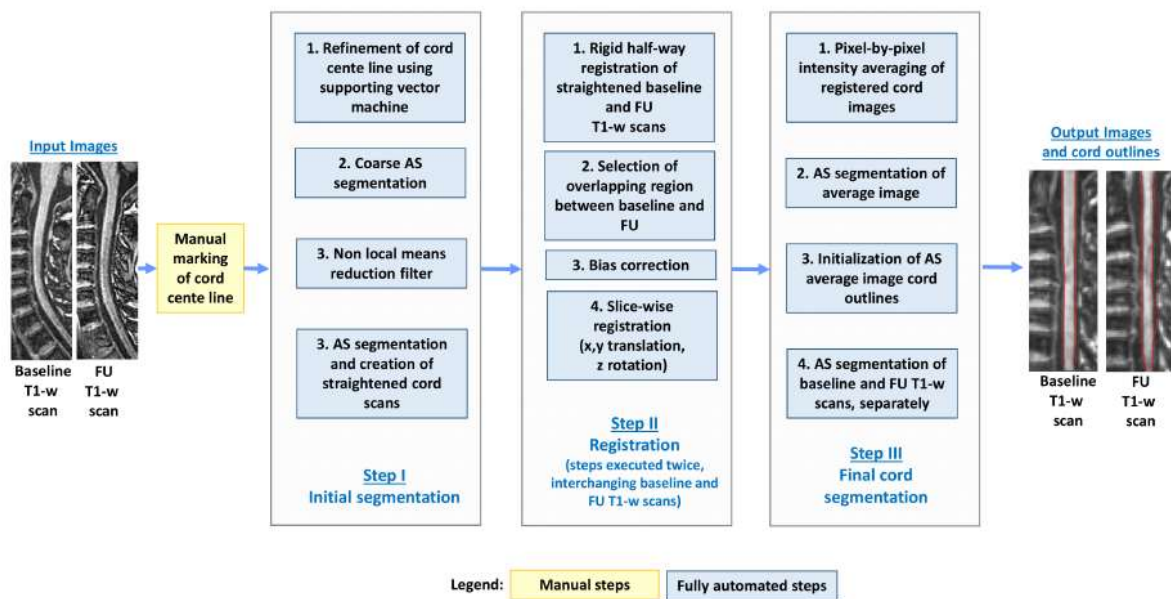 Input Images
Baseline
T1-w
scan
FU
T1-w
scan
Manual
marking
of cord
cente line
1. Refinement of cord
cente line using
supporting vector
machine
2. Coarse AS
segmentation
3. Non local means
reduction filter
3. AS segmentation
and creation of
straightened cord
scans
Step I
Initial segmentation
1. Rigid half-way
registration of
straightened baseline
and FU
T1-w scans
2. Selection of
overlapping region
between baseline and
FU
3. Bias correction
4. Slice-wise
registration
(x,y translation,
z rotation)
Step II
Registration
(steps executed twice,
interchanging baseline and
FU T1-w scans)
1. Pixel-by-pixel
intensity averaging of
registered cord
images
2. AS segmentation of
average image
3. Initialization of AS
average image cord
outlines
4. AS segmentation of
baseline and FU T1-w
scans, separately
Step III
Final cord
segmentation
Output Images
and cord outlines
Baseline
T1-w
scan
FU
T1-w
scan
Legend:
Manual steps
Fully automated steps